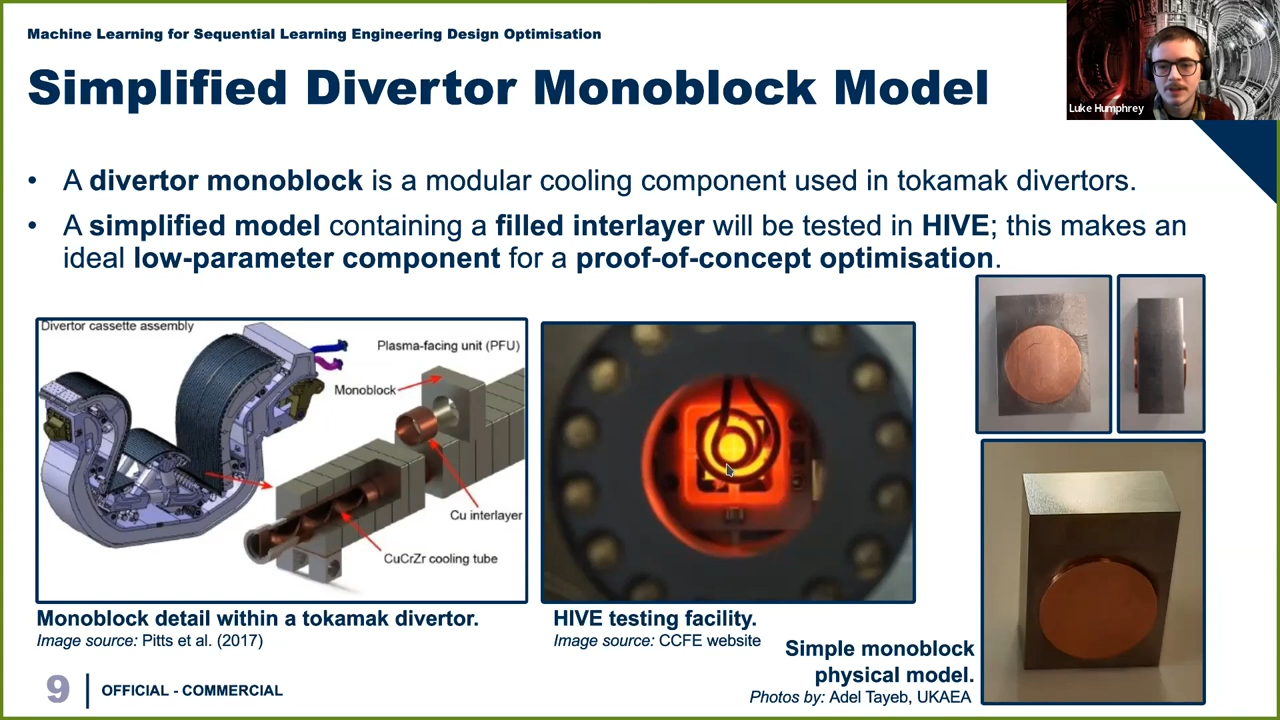 Machine Learning for Sequential Learning Engineering Design Optimisation
Simplified Divertor Monoblock Model
Luke Humphrey
• A divertor monoblock is a modular cooling component used in tokamak divertors.
• A simplified model containing a filled interlayer will be tested in HIVE; this makes an
ideal low-parameter component for a proof-of-concept optimisation.
Divertor cassette assembly
Plasma-facing unit (PFU)
Monoblock
Cu interlayer
CuCrZr cooling tube
Monoblock detail within a tokamak divertor.
Image source: Pitts et al. (2017)
HIVE testing facility.
Image source: CCFE website
Simple monoblock
physical model.
Photos by: Adel Tayeb, UKAEA
9
OFFICIAL - COMMERCIAL